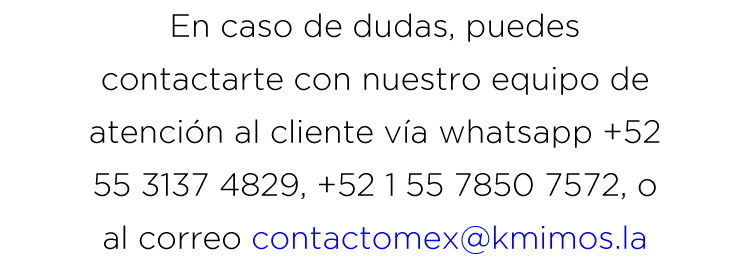 En caso de dudas, puedes
contactarte con nuestro equipo de
atención al cliente vía whatsapp +52
55 3137 4829, +52 1 55 7850 7572, o
al correo contactomex@kmimos.la